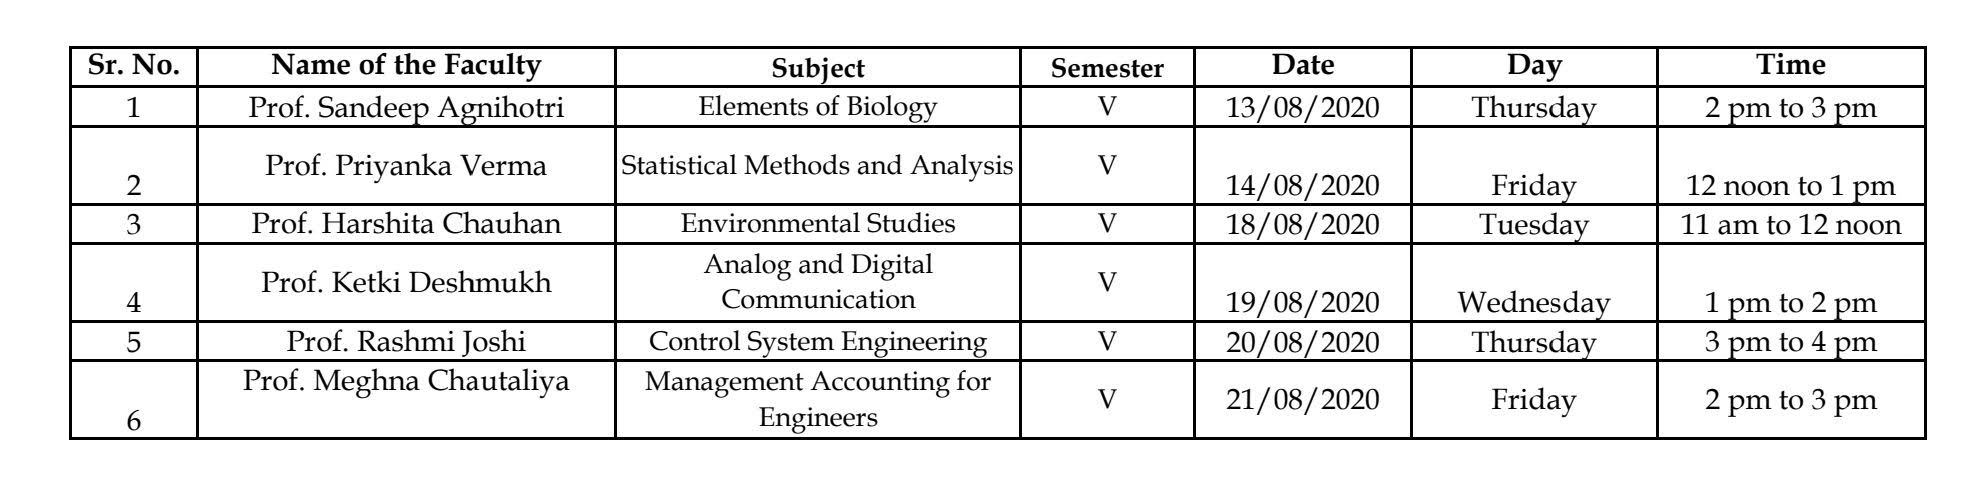 Sr. No. Name of the Faculty Subject Semester Date Day Time
1 Prof. Sandeep Agnihotri Elements of Biology V 13/08/2020 Thursday 2 pm to 3 pm
2 Prof. Priyanka Verma Statistical Methods and Analysis V 14/08/2020 Friday 12 noon to 1 pm
3 Prof. Harshita Chauhan Environmental Studies V 18/08/2020 Tuesday 11 am to 12 noon
4 Prof. Ketki Deshmukh Analog and Digital
Communication V 19/08/2020 Wednesday 1 pm to 2 pm
5 Prof. Rashmi Joshi Control System Engineering V 20/08/2020 Thursday 3 pm to 4 pm
6 Prof. Meghna Chautaliya Management Accounting for
Engineers V 21/08/2020 Friday 2 pm to 3 pm